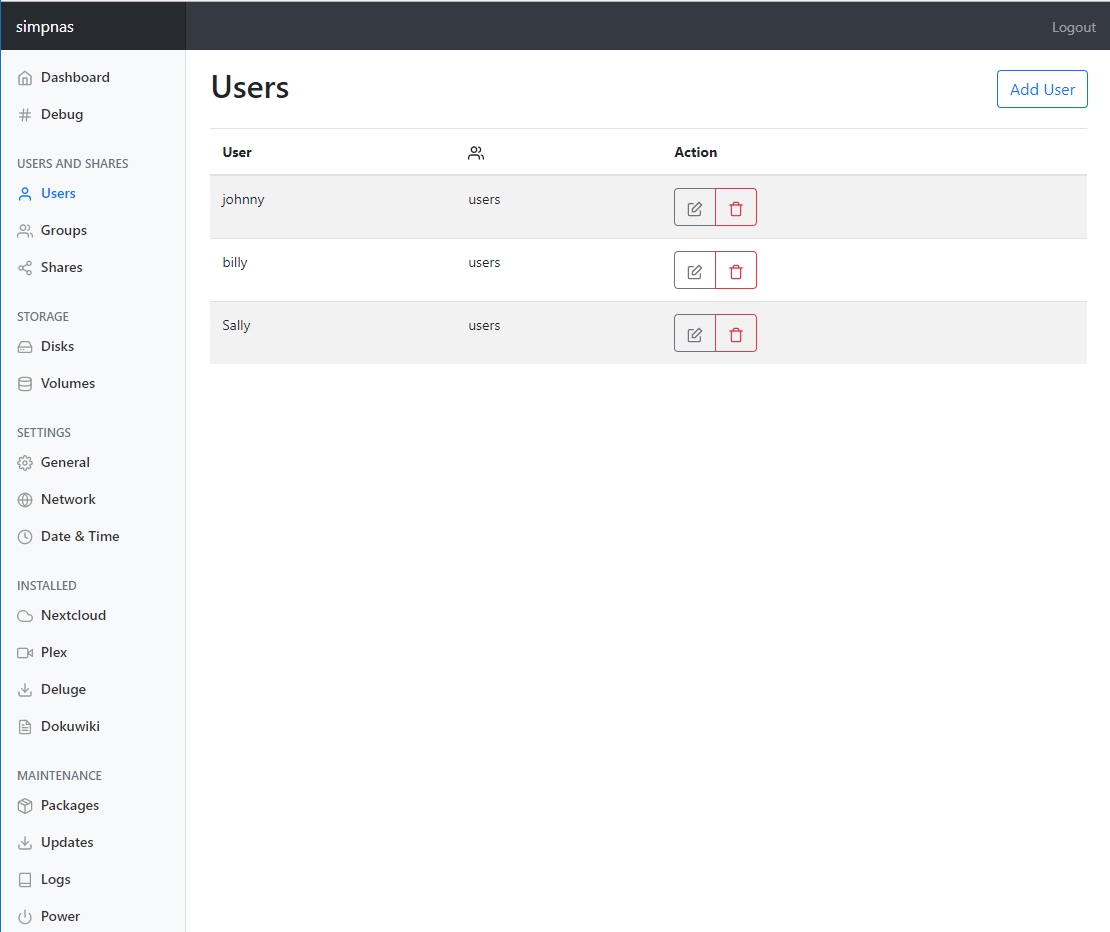 simpnas
Logout
Dashboard
Debug
USERS AND SHARES
Users
Groups
Shares
STORAGE
Disks
Volumes
SETTINGS
General
Network
Date & Time
INSTALLED
Nextcloud
Plex
Deluge
Dokuwiki
MAINTENANCE
Packages
Updates
Logs
Power
Users
Add User
User Action
johnny users
billy users
Sally users